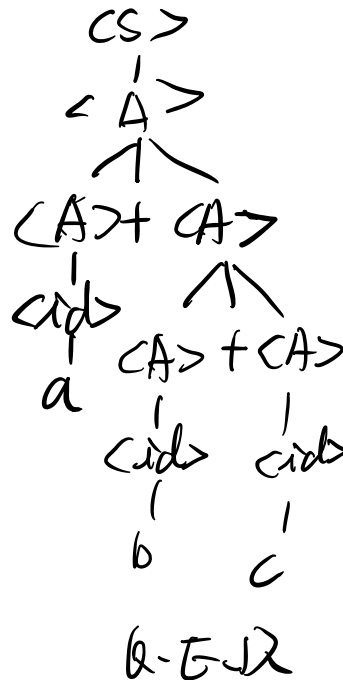 <S>
<A>
<A> + <A>
<id> <A> + <A>
a <id> <id>
b c
Q.E.D